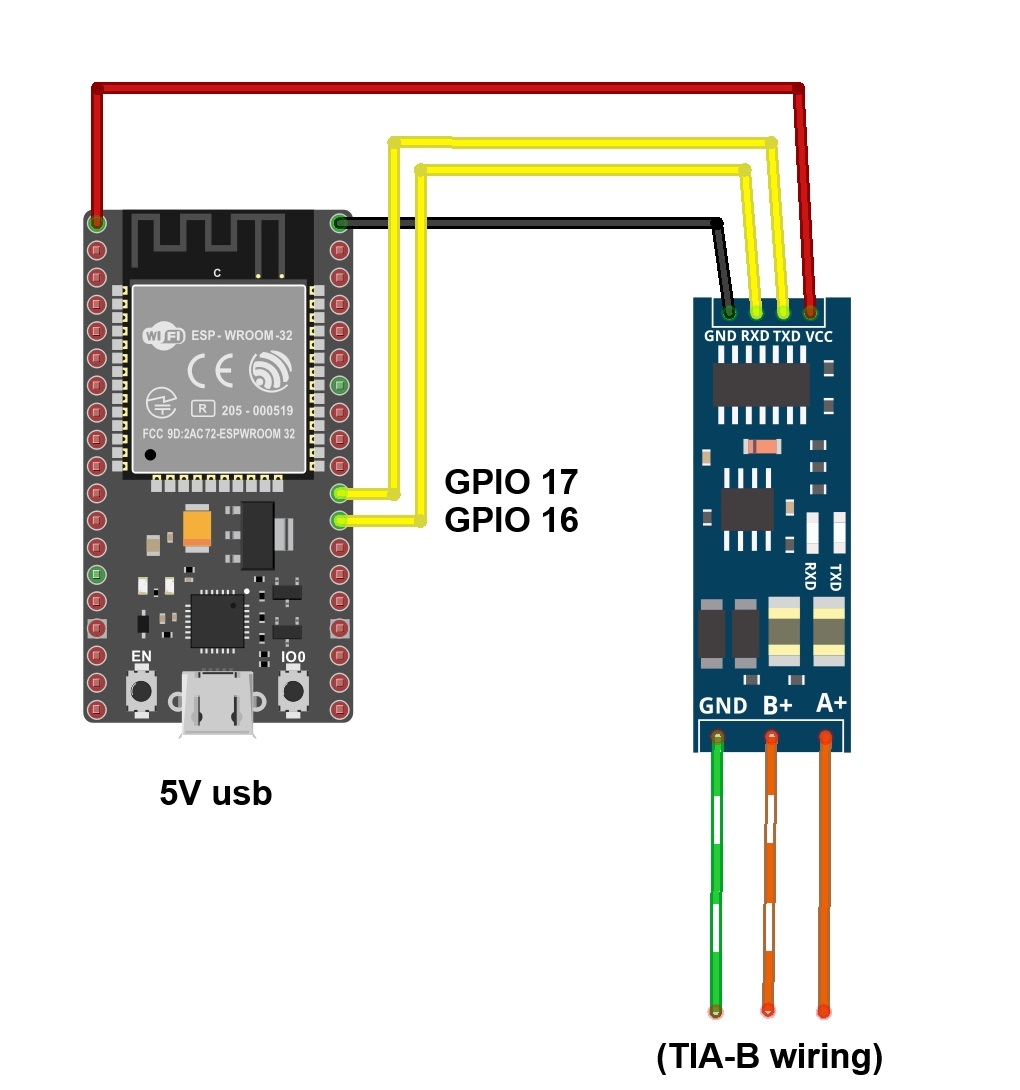 C
WiFi ESP - WROOM -32
CE
R 205 - 000519
FCC 9D:2AC72-ESPWROOM 32
GND RXD TXD VCC
GPIO 17
GPIO 16
RXD TXD
EN IO0
GND B+ A+
5V usb
(TIA-B wiring)